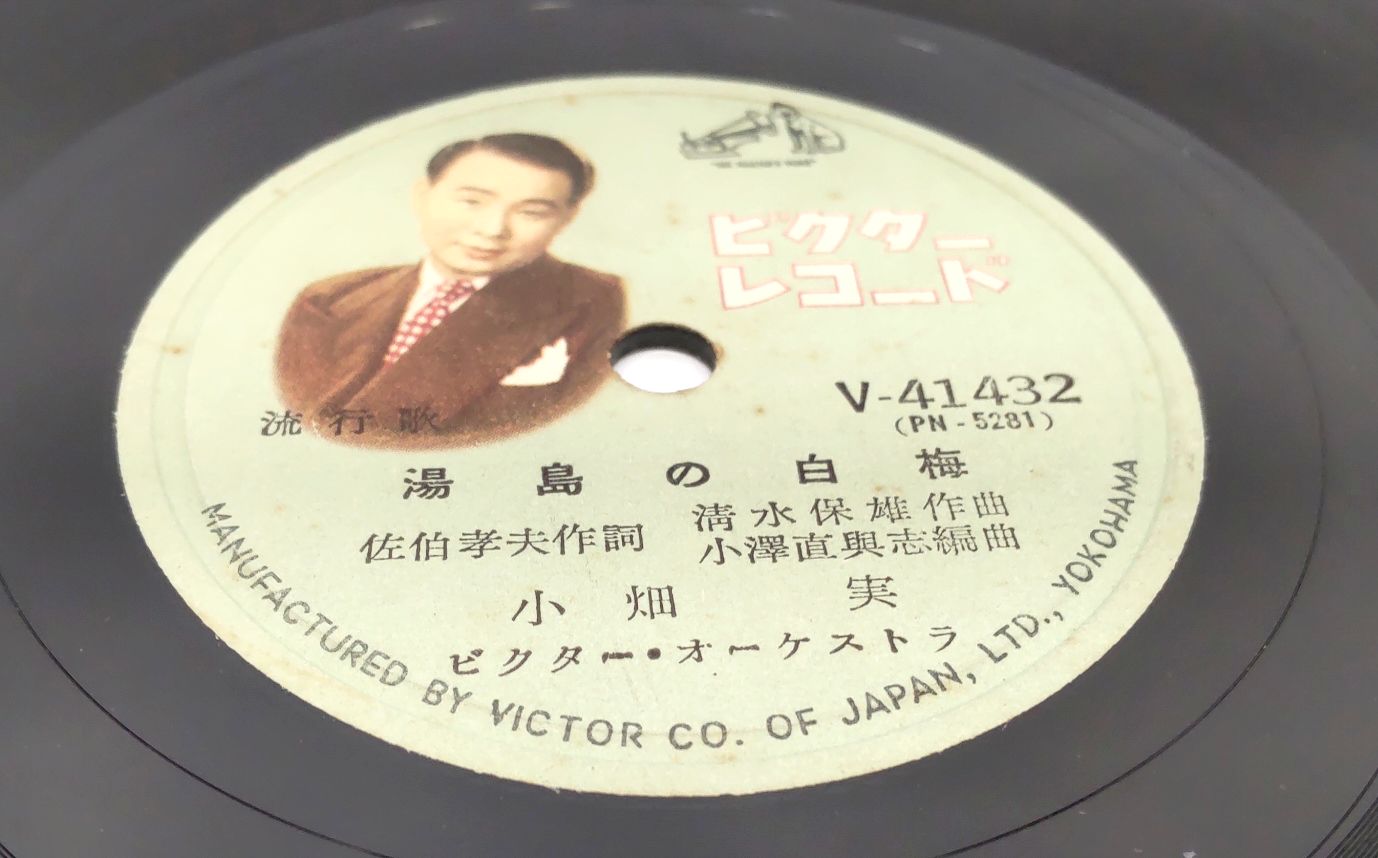 ビクター
レコード
V-41432
(PN-5281)
流行歌
湯島の白梅
佐伯孝夫作詞
清水保雄作曲
小澤直與志編曲
小畑 実
ビクター・オーケストラ
MANUFACTURED BY VICTOR CO. OF JAPAN, LTD., YOKOHAMA